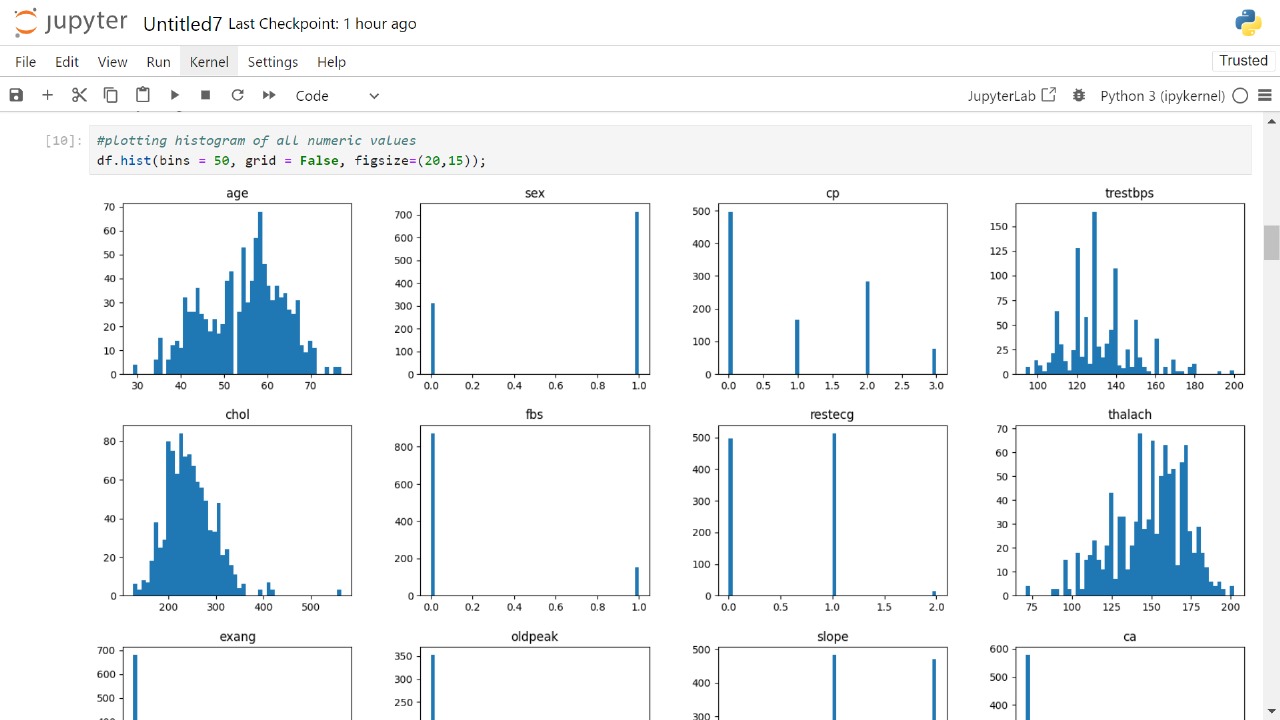 jupyter Untitled7 Last Checkpoint: 1 hour ago
File Edit View Run Kernel Settings Help Trusted
Code JupyterLab Python 3 (ipykernel)
[10]: #plotting histogram of all numeric values
df.hist(bins = 50, grid = False, figsize=(20,15));
age sex cp trestbps
70 60 50 40 30 20 10 0
30 40 50 60 70
700 600 500 400 300 200 100 0
0.0 0.2 0.4 0.6 0.8 1.0
500 400 300 200 100 0
0.0 0.5 1.0 1.5 2.0 2.5 3.0
150 125 100 75 50 25 0
100 120 140 160 180 200
chol fbs restecg thalach
80 60 40 20 0
200 300 400 500
800 600 400 200 0
0.0 0.2 0.4 0.6 0.8 1.0
500 400 300 200 100 0
0.0 0.5 1.0 1.5 2.0
70 60 50 40 30 20 10 0
75 100 125 150 175 200
exang oldpeak slope ca
700 600 500
350 300 250
500 400 300
600 500 400